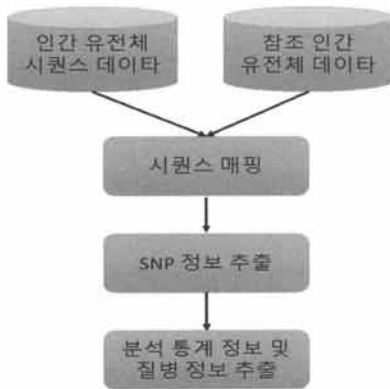 인간 유전체
시퀀스 데이타
참조 인간
유전체 데이타
시퀀스 매핑
SNP 정보 추출
분석 통계 정보 및
질병 정보 추출